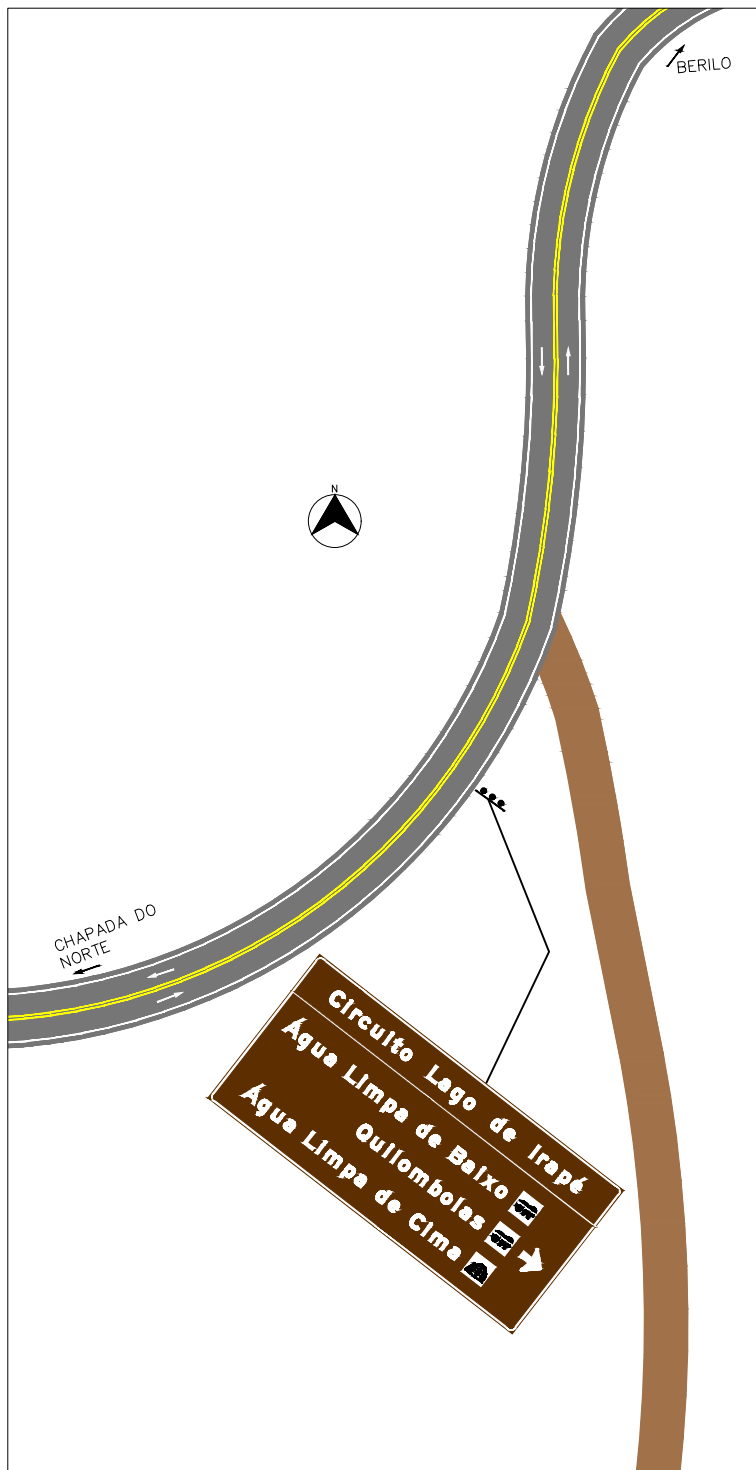 BERILO
N
CHAPADA DO
NORTE
Circuito Lago de Irapé
Água Limpa de Baixo
Quilombolas
Água Limpa de Cima